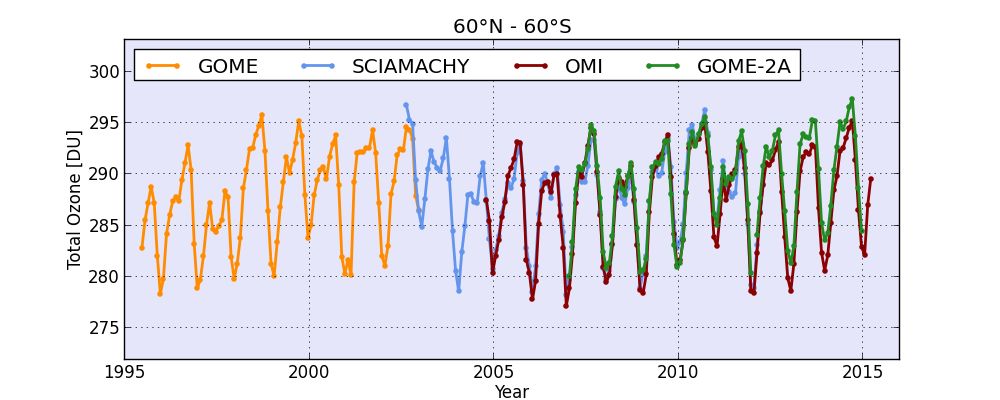 60°N - 60°S
GOME SCIAMACHY OMI GOME-2A
300
295
290
285
280
275
Total Ozone [DU]
1995 2000 2005 2010 2015
Year